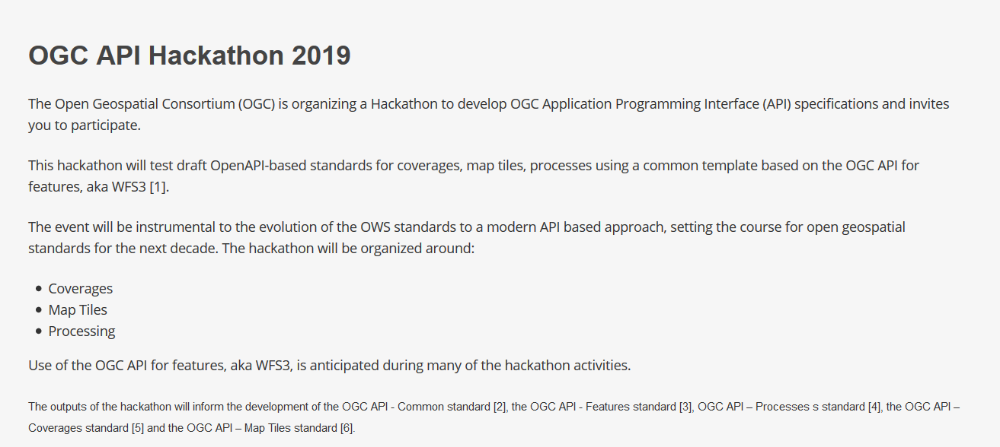 OGC API Hackathon 2019
The Open Geospatial Consortium (OGC) is organizing a Hackathon to develop OGC Application Programming Interface (API) specifications and invites
you to participate.
This hackathon will test draft OpenAPI-based standards for coverages, map tiles, processes using a common template based on the OGC API for
features, aka WFS3 [1].
The event will be instrumental to the evolution of the OWS standards to a modern API based approach, setting the course for open geospatial
standards for the next decade. The hackathon will be organized around:
• Coverages
• Map Tiles
• Processing
Use of the OGC API for features, aka WFS3, is anticipated during many of the hackathon activities.
The outputs of the hackathon will inform the development of the OGC API - Common standard [2], the OGC API - Features standard [3], OGC API – Processes s standard [4], the OGC API –
Coverages standard [5] and the OGC API – Map Tiles standard [6].